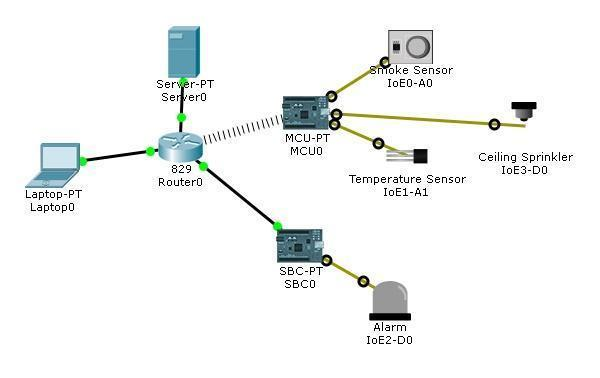 Smoke Sensor
IoE0-A0
Server-PT
Server0
MCU-PT
MCU0
Ceiling Sprinkler
IoE3-D0
829
Router0
Temperature Sensor
IoE1-A1
Laptop-PT
Laptop0
SBC-PT
SBC0
Alarm
IoE2-D0